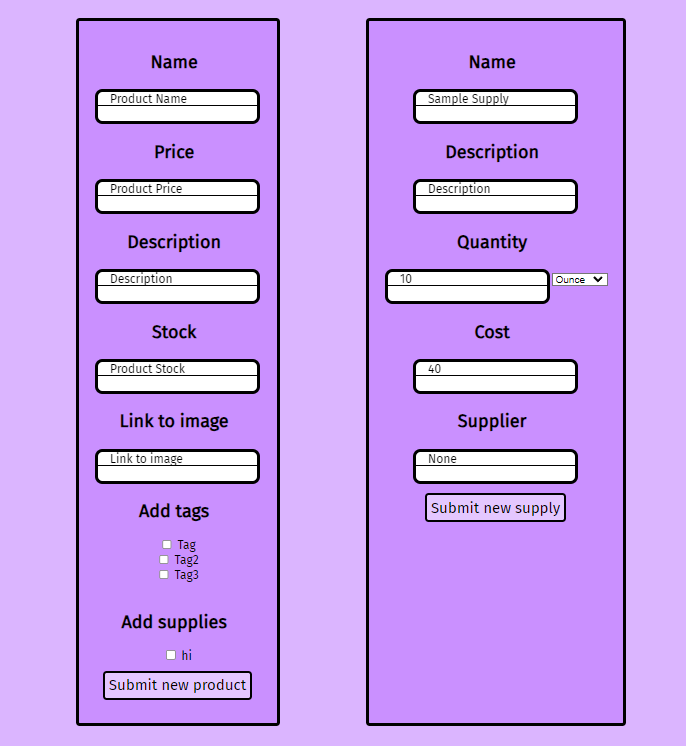 Name
Product Name
Price
Product Price
Description
Description
Stock
Product Stock
Link to image
Link to image
Add tags
Tag
Tag2
Tag3
Add supplies
hi
Submit new product
Name
Sample Supply
Description
Description
Quantity
10 Ounce
Cost
40
Supplier
None
Submit new supply